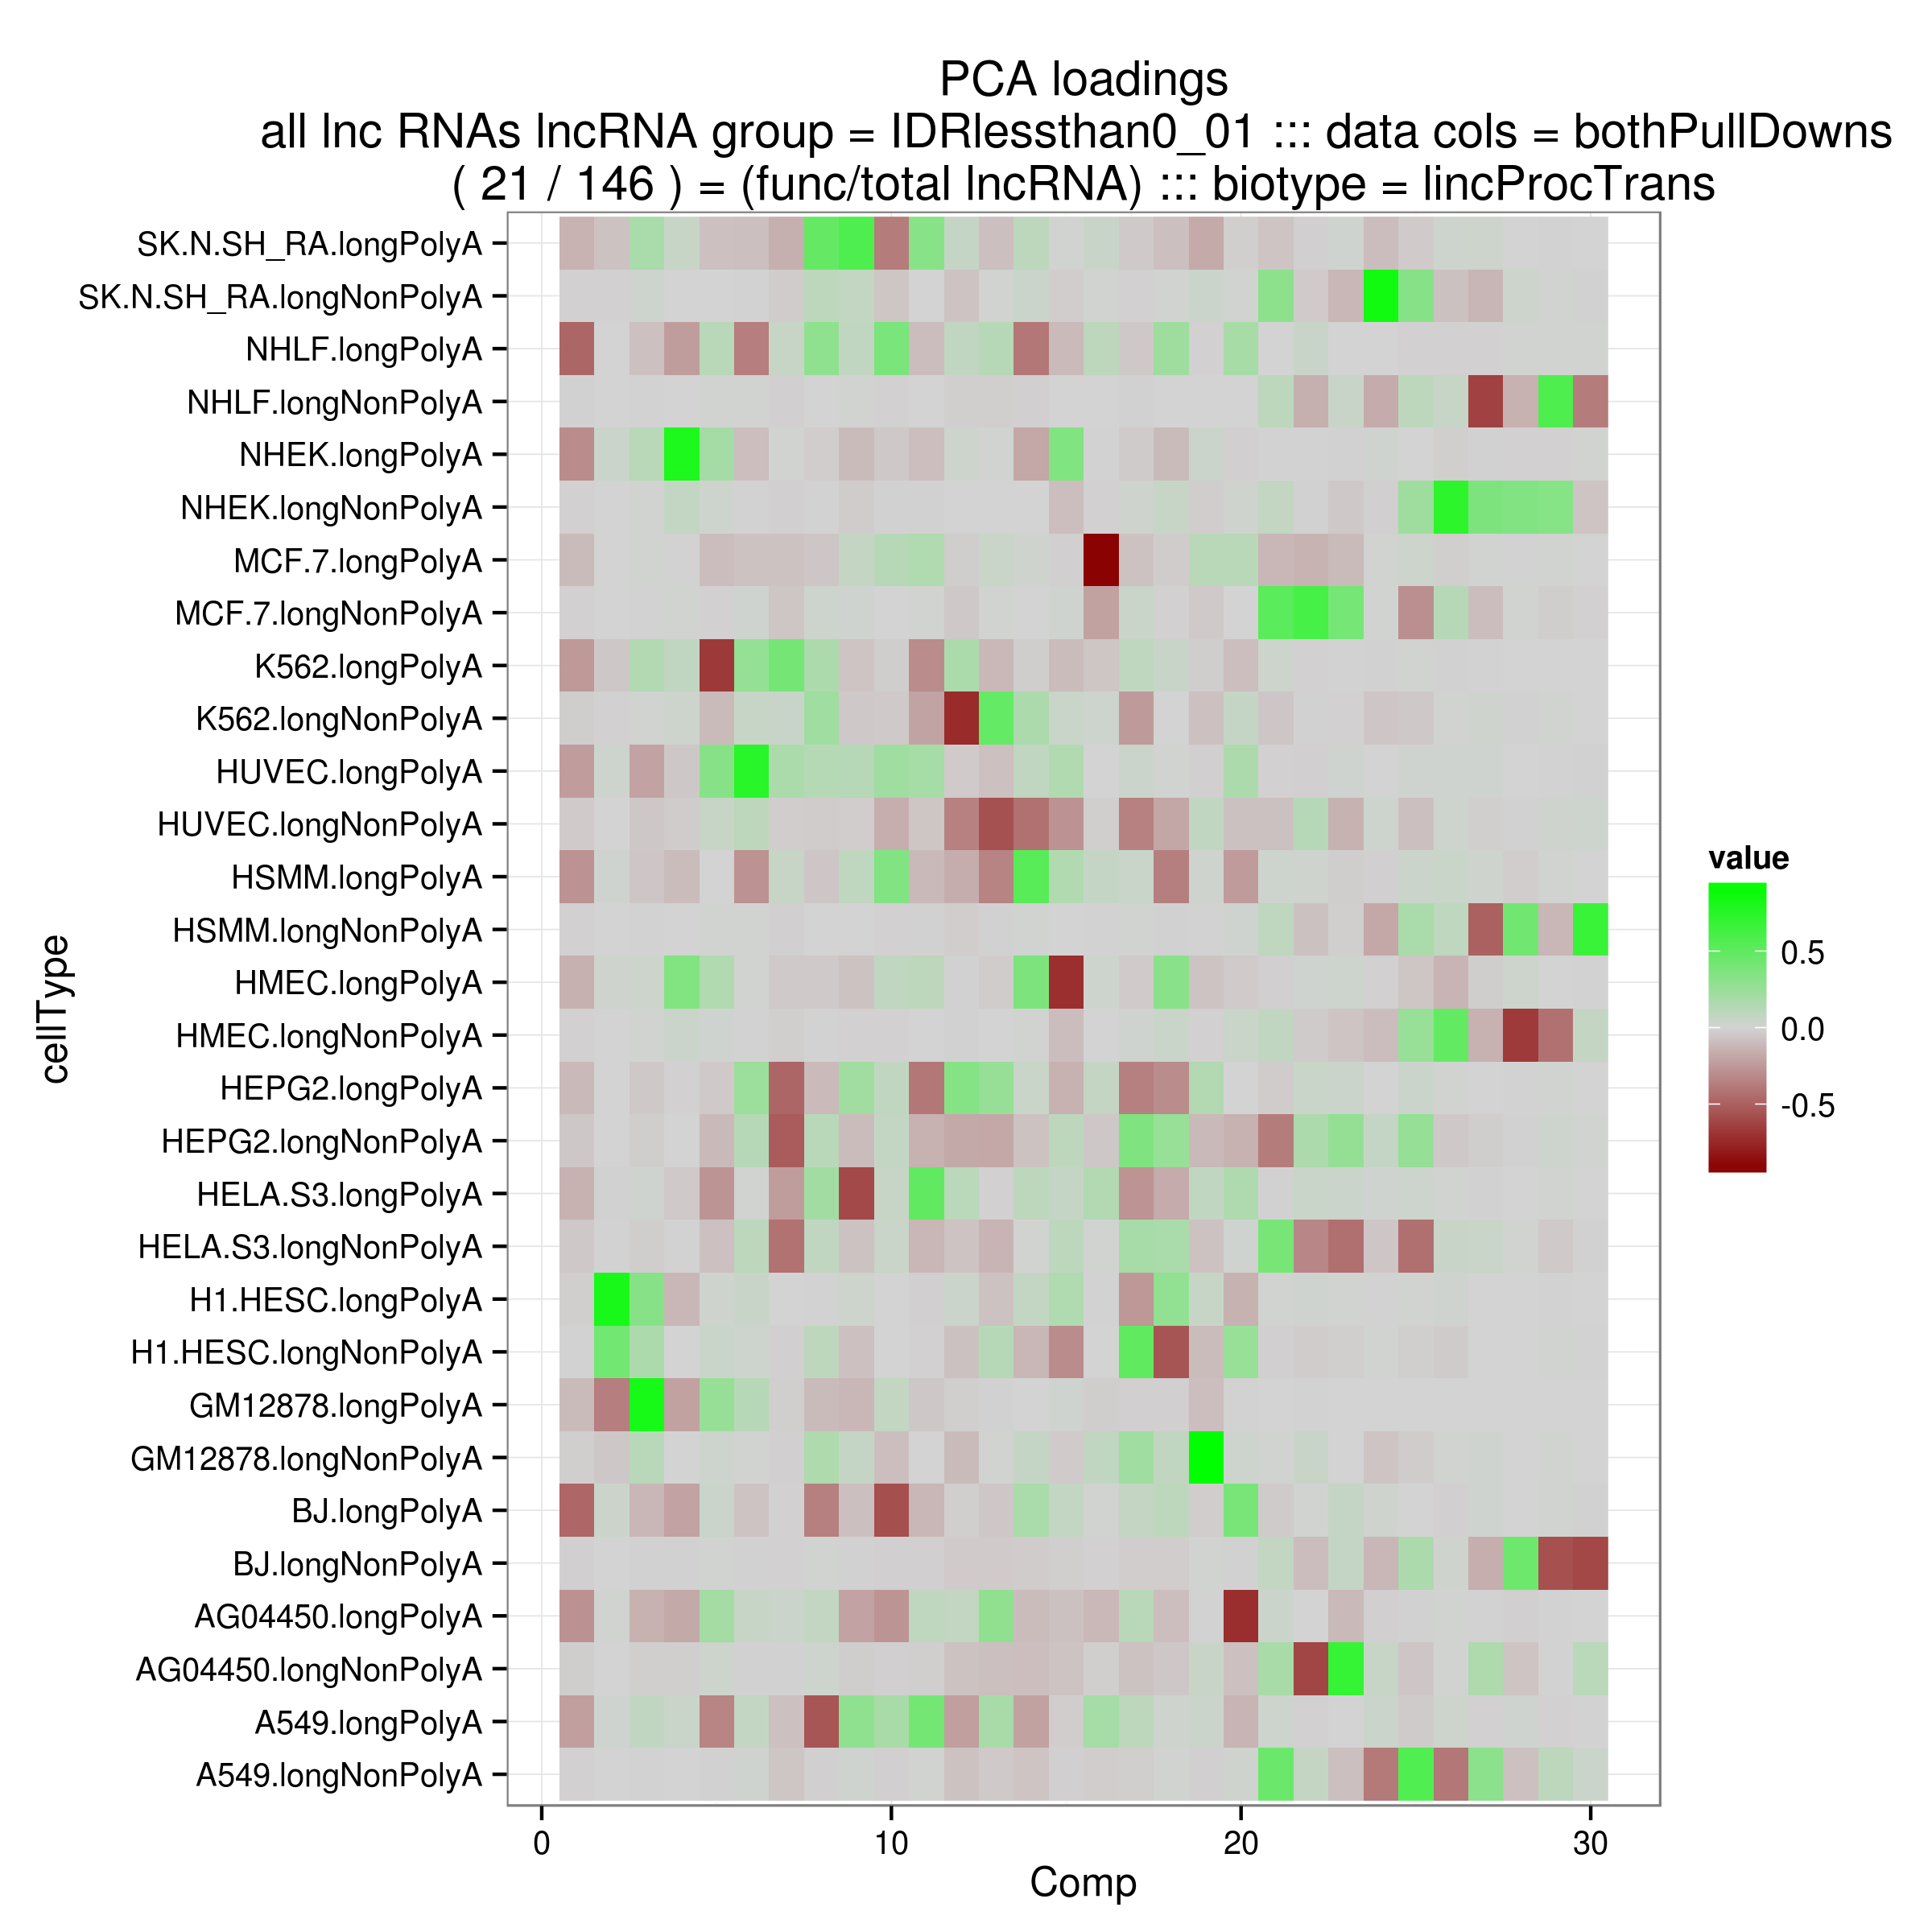 PCA loadings
all lnc RNAs lncRNA group = IDRlessthan0_01 ::: data cols = bothPullDowns
( 21 / 146 ) = (func/total lncRNA) ::: biotype = lincProcTrans
SK.N.SH_RA.longPolyA
SK.N.SH_RA.longNonPolyA
NHLF.longPolyA
NHLF.longNonPolyA
NHEK.longPolyA
NHEK.longNonPolyA
MCF.7.longPolyA
MCF.7.longNonPolyA
K562.longPolyA
K562.longNonPolyA
HUVEC.longPolyA
HUVEC.longNonPolyA
HSMM.longPolyA
HSMM.longNonPolyA
HMEC.longPolyA
HMEC.longNonPolyA
HEPG2.longPolyA
HEPG2.longNonPolyA
HELA.S3.longPolyA
HELA.S3.longNonPolyA
H1.HESC.longPolyA
H1.HESC.longNonPolyA
GM12878.longPolyA
GM12878.longNonPolyA
BJ.longPolyA
BJ.longNonPolyA
AG04450.longPolyA
AG04450.longNonPolyA
A549.longPolyA
A549.longNonPolyA
cellType
0 10 20 30
Comp
value
0.5
0.0
-0.5